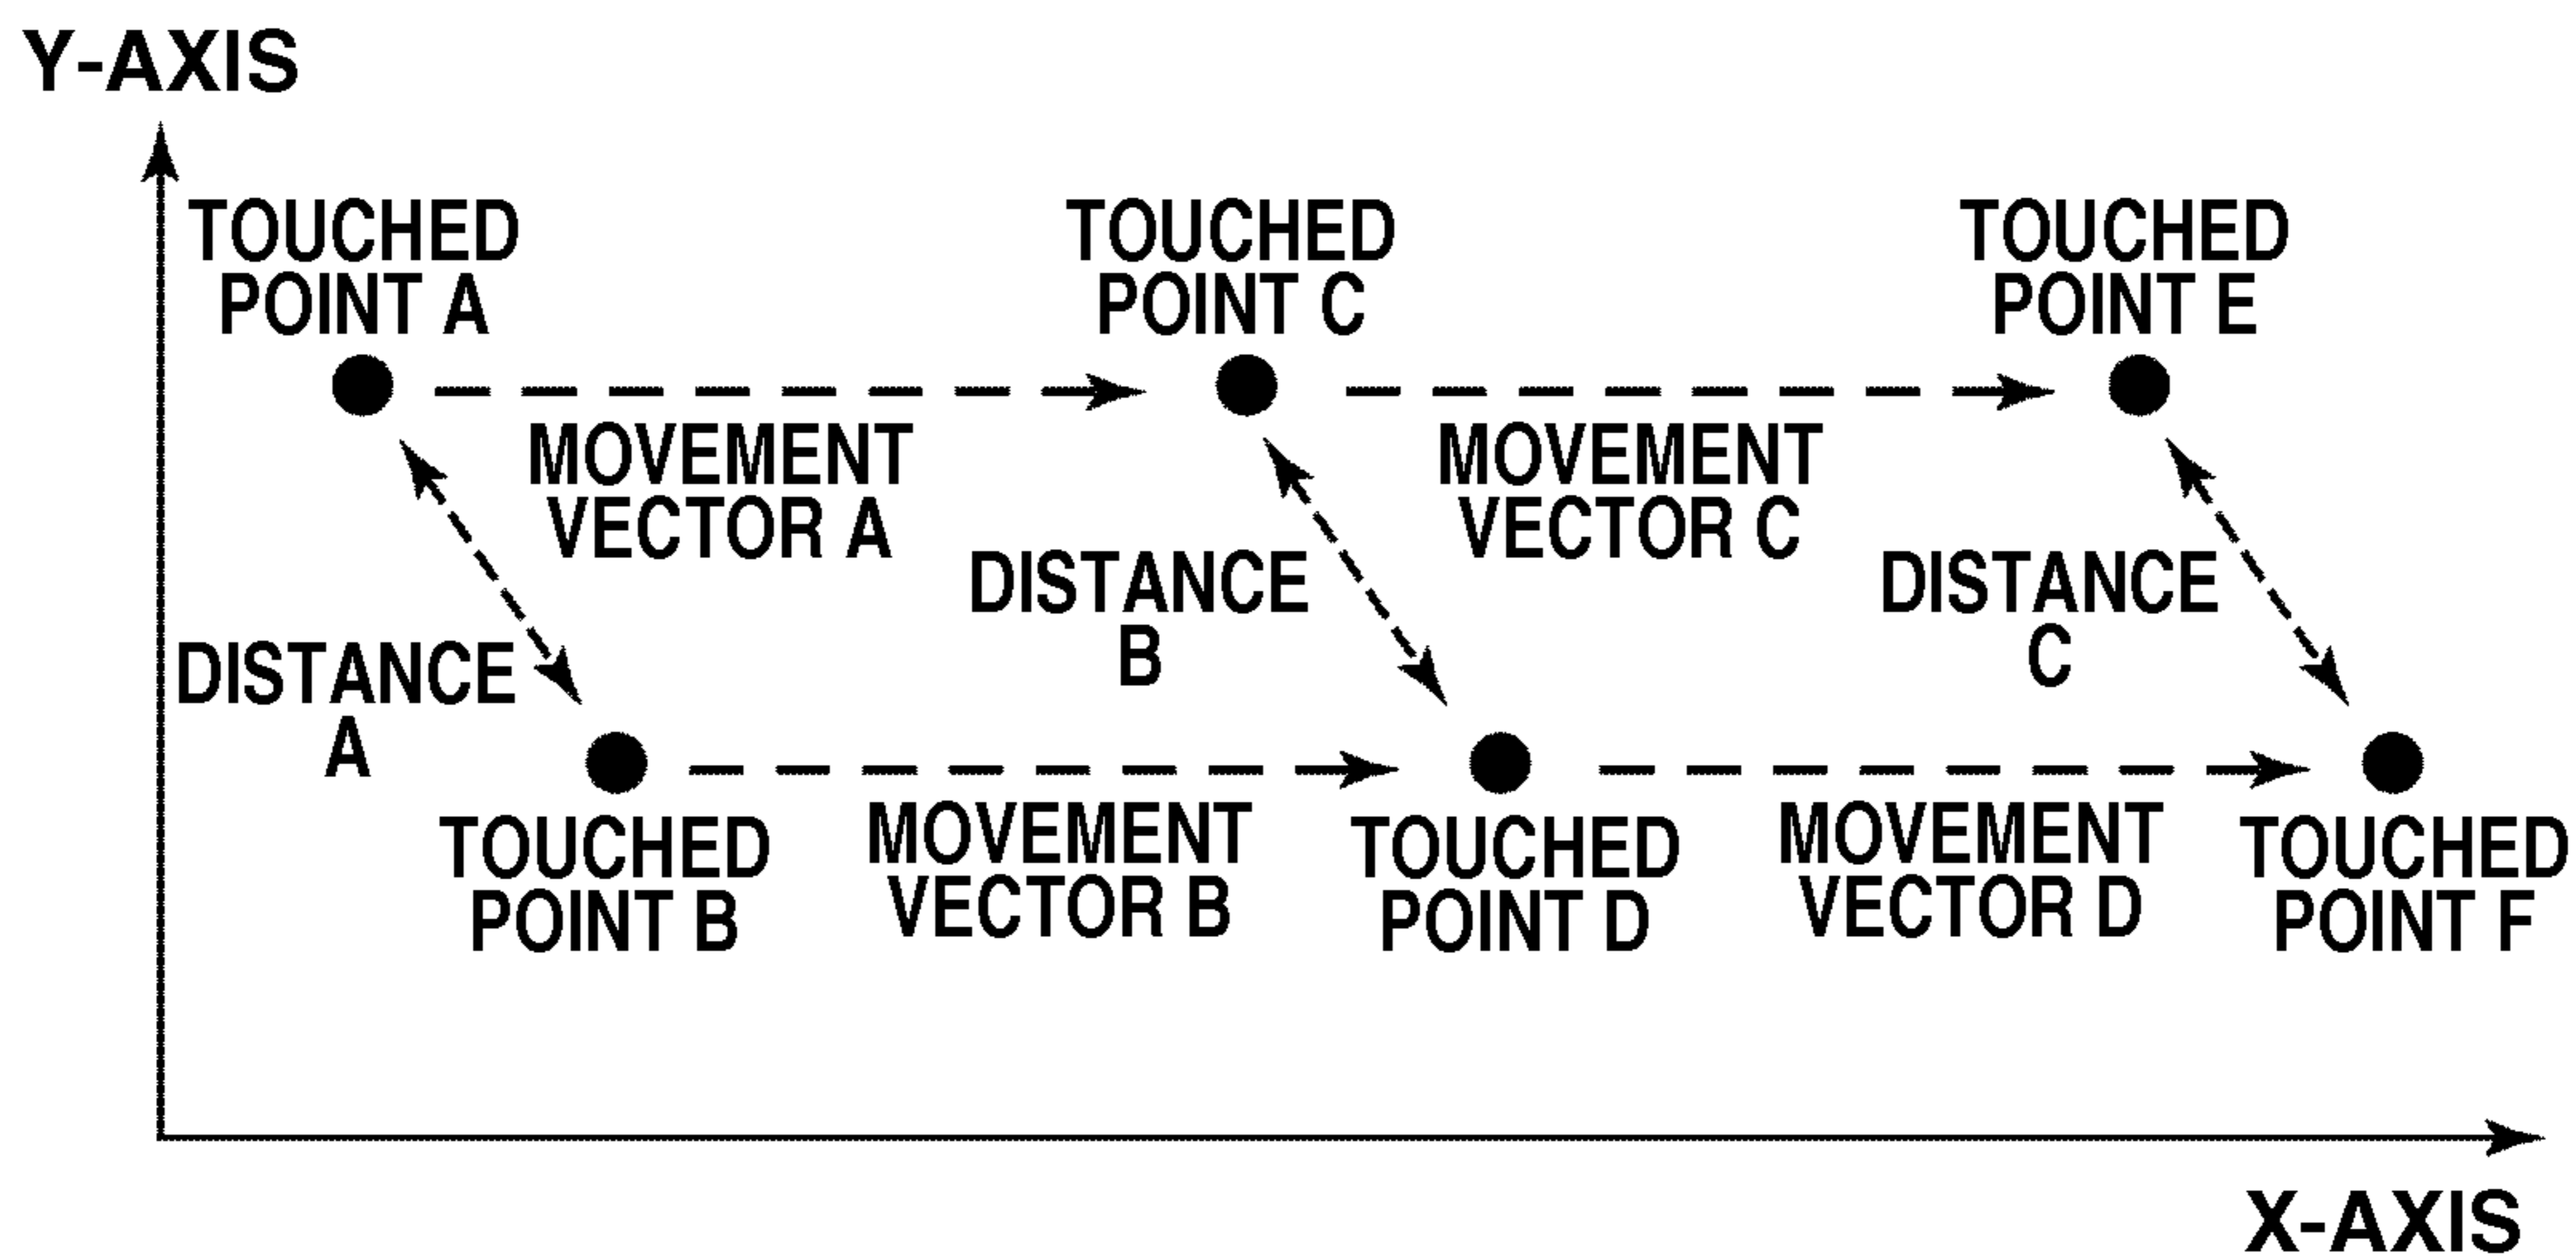 Y-AXIS
TOUCHED
POINT A
TOUCHED
POINT C
TOUCHED
POINT E
MOVEMENT
VECTOR A
MOVEMENT
VECTOR C
DISTANCE
A
DISTANCE
B
DISTANCE
C
TOUCHED
POINT B
MOVEMENT
VECTOR B
TOUCHED
POINT D
MOVEMENT
VECTOR D
TOUCHED
POINT F
X-AXIS